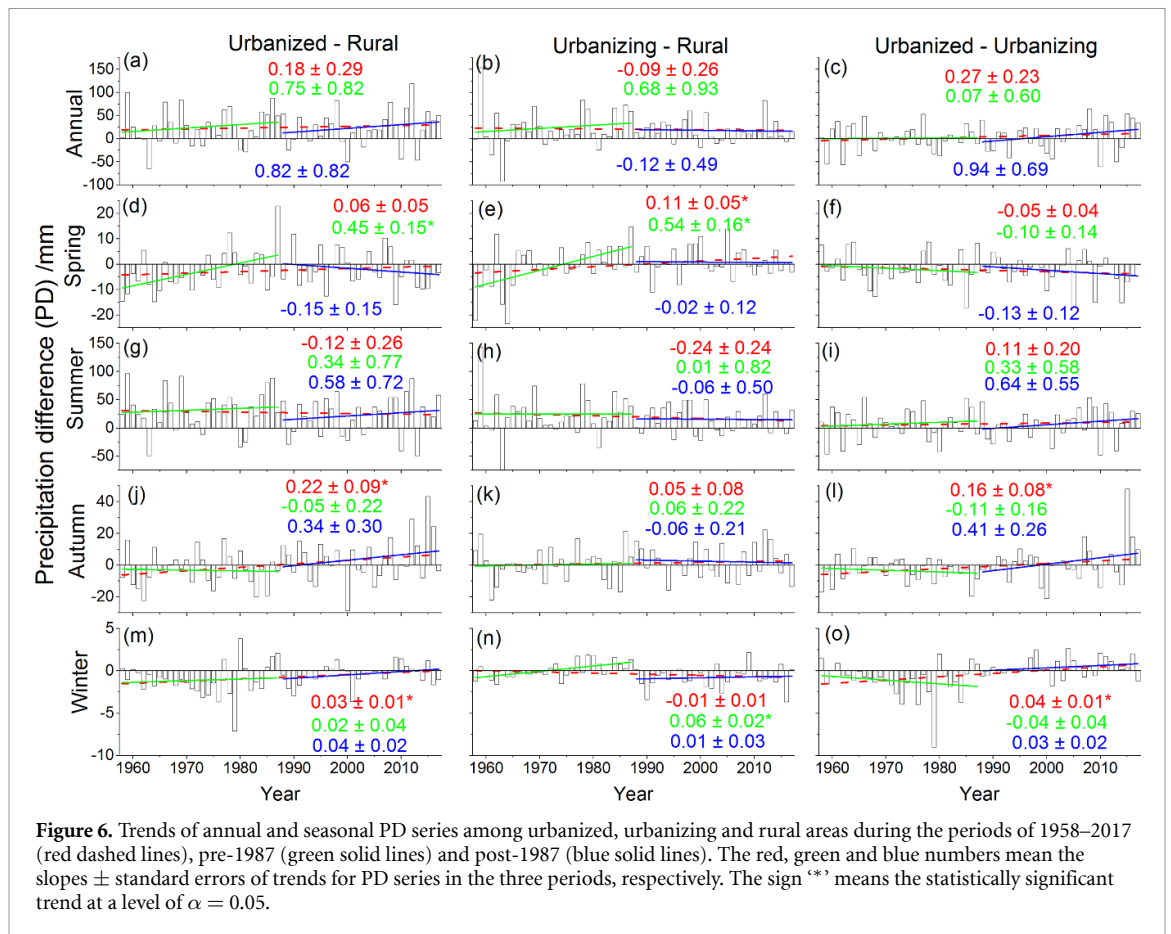 Urbanized - Rural
Urbanizing - Rural
Urbanized - Urbanizing
Precipitation difference (PD) /mm
Annual
150
100
50
0
-50
-100
(a)
0.18 ± 0.29
0.75 ± 0.82
0.82 ± 0.82
(b)
-0.09 ± 0.26
0.68 ± 0.93
-0.12 ± 0.49
(c)
0.27 ± 0.23
0.07 ± 0.60
0.94 ± 0.69
Spring
20
10
0
10
-20
(d)
0.06 ± 0.05
0.45 ± 0.15*
-0.15 ± 0.15
(e)
0.11 ± 0.05*
0.54 ± 0.16*
-0.02 ± 0.12
(f)
-0.05 ± 0.04
-0.10 ± 0.14
-0.13 ± 0.12
Summer
150
100
50
0
-50
(g)
-0.12 ± 0.26
0.34 ± 0.77
0.58 ± 0.72
(h)
-0.24 ± 0.24
0.01 ± 0.82
-0.06 ± 0.50
(i)
0.11 ± 0.20
0.33 ± 0.58
0.64 ± 0.55
Autumn
40
20
0
20
(j)
0.22 ± 0.09*
-0.05 ± 0.22
0.34 ± 0.30
(k)
0.05 ± 0.08
0.06 ± 0.22
-0.06 ± 0.21
(l)
0.16 ± 0.08*
-0.11 ± 0.16
0.41 ± 0.26
Winter
5
0
-5
-10
(m)
0.03 ± 0.01*
0.02 ± 0.04
0.04 ± 0.02
(n)
-0.01 ± 0.01
0.06 ± 0.02*
0.01 ± 0.03
(o)
0.04 ± 0.01*
-0.04 ± 0.04
0.03 ± 0.02
1960 1970 1980 1990 2000 2010
1960 1970 1980 1990 2000 2010
1960 1970 1980 1990 2000 2010
Year
Year
Year
Figure 6. Trends of annual and seasonal PD series among urbanized, urbanizing and rural areas during the periods of 1958–2017
(red dashed lines), pre-1987 (green solid lines) and post-1987 (blue solid lines). The red, green and blue numbers mean the
slopes ± standard errors of trends for PD series in the three periods, respectively. The sign ‘*’ means the statistically significant
trend at a level of α = 0.05.